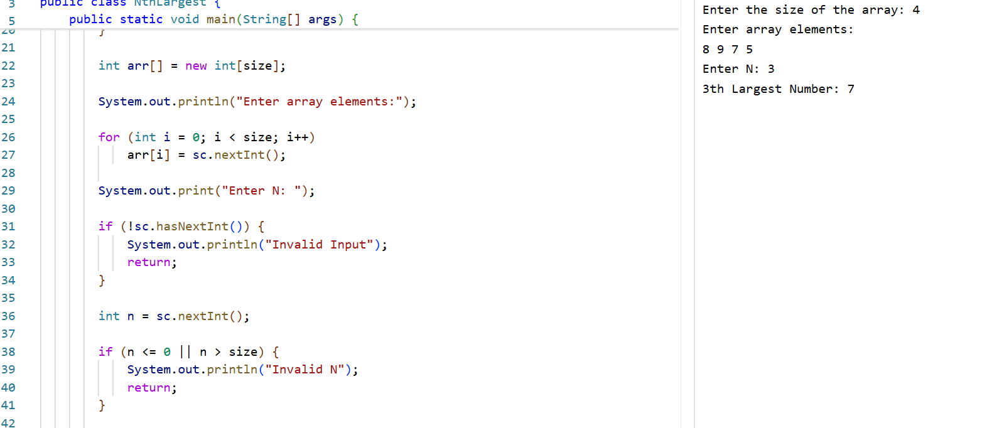 3 public class NthLargest {
5 public static void main(String[] args) {
20 }
21
22 int arr[] = new int[size];
23
24 System.out.println("Enter array elements:");
25
26 for (int i = 0; i < size; i++)
27 arr[i] = sc.nextInt();
28
29 System.out.print("Enter N: ");
30
31 if (!sc.hasNextInt()) {
32 System.out.println("Invalid Input");
33 return;
34 }
35
36 int n = sc.nextInt();
37
38 if (n <= 0 || n > size) {
39 System.out.println("Invalid N");
40 return;
41 }
42
Enter the size of the array: 4
Enter array elements:
8 9 7 5
Enter N: 3
3th Largest Number: 7